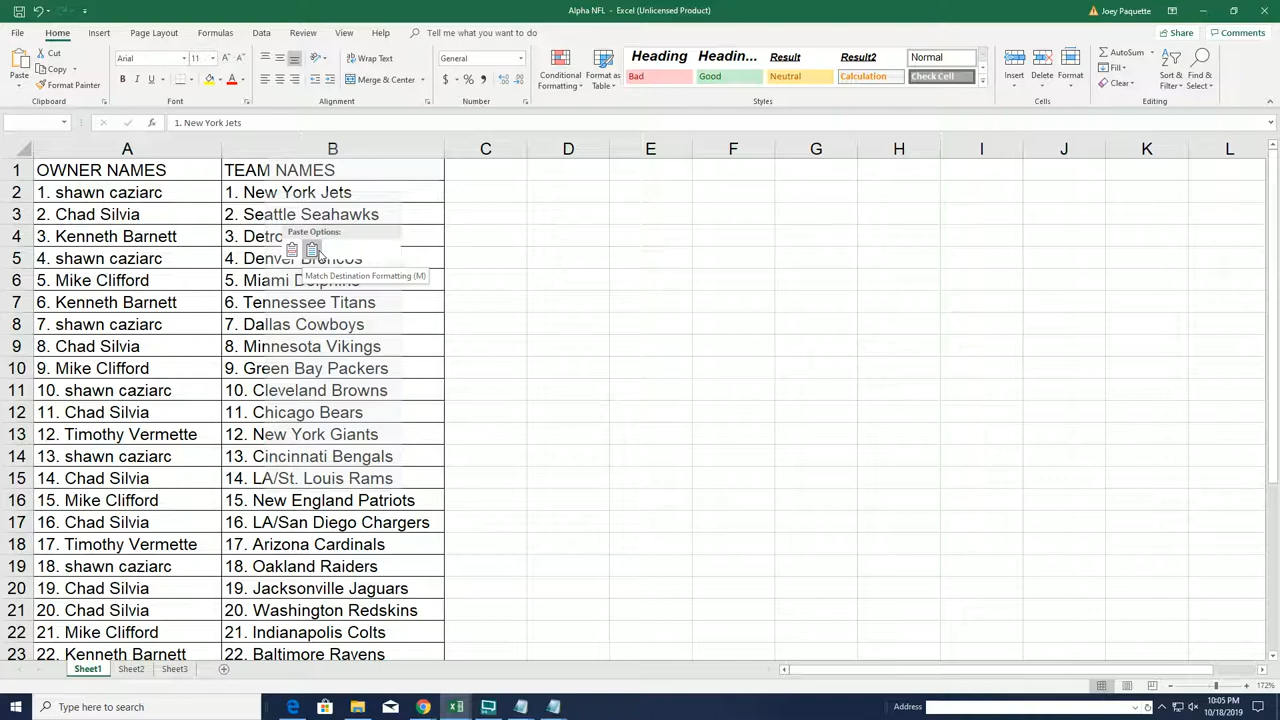 Alpha NFL - Excel (Unlicensed Product)
Joey Paquette
File Home Insert Page Layout Formulas Data Review View Help Tell me what you want to do
Share Comments
Paste Cut Copy Format Painter
Clipboard
Arial 11
B I U
Font
Wrap Text
Merge & Center
Alignment
General
$ % ,
Number
Conditional Formatting
Format as Table
Heading Headin... Result Result2 Normal
Bad Good Neutral Calculation Check Cell
Styles
Insert Delete Format
Cells
AutoSum
Fill
Clear
Sort & Filter
Find & Select
Editing
fx 1. New York Jets
A B C D E F G H I J K L
1 OWNER NAMES TEAM NAMES
2 1. shawn caziarc 1. New York Jets
3 2. Chad Silvia 2. Seattle Seahawks
Paste Options:
4 3. Kenneth Barnett 3. Detro
5 4. shawn caziarc 4. Denver Broncos
Match Destination Formatting (M)
6 5. Mike Clifford 5. Miami Dolphins
7 6. Kenneth Barnett 6. Tennessee Titans
8 7. shawn caziarc 7. Dallas Cowboys
9 8. Chad Silvia 8. Minnesota Vikings
10 9. Mike Clifford 9. Green Bay Packers
11 10. shawn caziarc 10. Cleveland Browns
12 11. Chad Silvia 11. Chicago Bears
13 12. Timothy Vermette 12. New York Giants
14 13. shawn caziarc 13. Cincinnati Bengals
15 14. Chad Silvia 14. LA/St. Louis Rams
16 15. Mike Clifford 15. New England Patriots
17 16. Chad Silvia 16. LA/San Diego Chargers
18 17. Timothy Vermette 17. Arizona Cardinals
19 18. shawn caziarc 18. Oakland Raiders
20 19. Chad Silvia 19. Jacksonville Jaguars
21 20. Chad Silvia 20. Washington Redskins
22 21. Mike Clifford 21. Indianapolis Colts
23 22. Kenneth Barnett 22. Baltimore Ravens
Sheet1 Sheet2 Sheet3
172%
Type here to search
Address
10:05 PM
10/18/2019